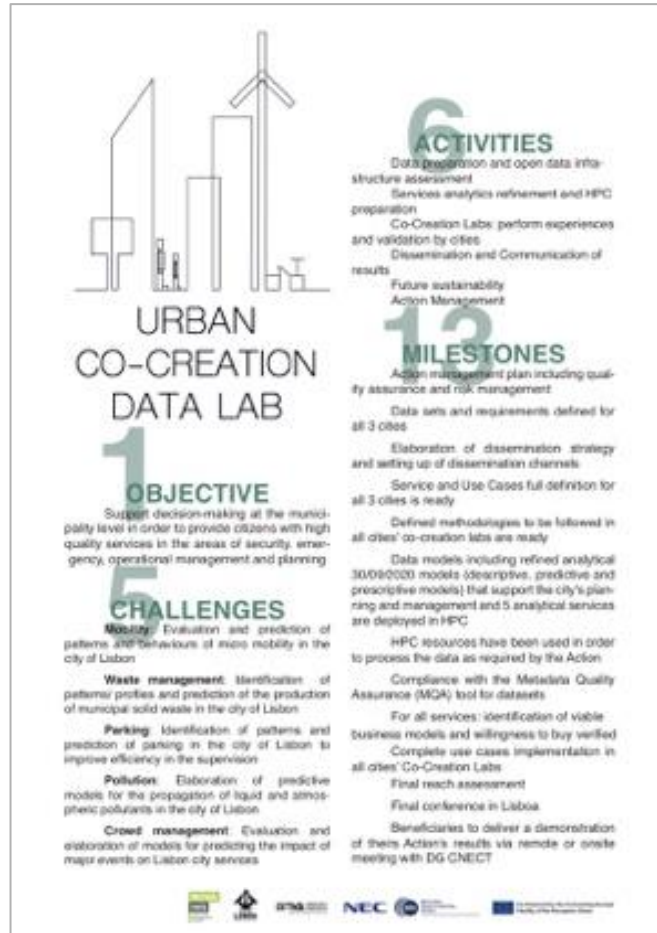 URBAN
CO-CREATION
DATA LAB
1
OBJECTIVE
Support decision-making at the munici-
pality level in order to provide citizens with high
quality services in the areas of security, emer-
gency, operational management and planning
5
CHALLENGES
Mobility: Evaluation and prediction of
patterns and behaviours of micro mobility in the
city of Lisbon
Waste management: Identification of
patterns/ profiles and prediction of the production
of municipal solid waste in the city of Lisbon
Parking: Identification of patterns and
prediction of parking in the city of Lisbon to
improve efficiency in the supervision
Pollution: Elaboration of predictive
models for the propagation of liquid and atmos-
pheric pollutants in the city of Lisbon
Crowd management: Evaluation and
elaboration of models for predicting the impact of
major events on Lisbon city services
6
ACTIVITIES
Data preparation and open data infra-
structure assessment
Services analytics refinement and HPC
preparation
Co-Creation Labs: perform experiences
and validation by cities
Dissemination and Communication of
results
Future sustainability
Action Management
13
MILESTONES
Action management plan including qual-
ity assurance and risk management
Data sets and requirements defined for
all 3 cities
Elaboration of dissemination strategy
and setting up of dissemination channels
Service and Use Cases full definition for
all 3 cities is ready
Defined methodologies to be followed in
all cities' co-creation labs are ready
Data models including refined analytical
30/09/2020 models (descriptive, predictive and
prescriptive models) that support the city's plan-
ning and management and 5 analytical services
are deployed in HPC
HPC resources have been used in order
to process the data as required by the Action
Compliance with the Metadata Quality
Assurance (MQA) tool for datasets
For all services: identification of viable
business models and willingness to buy verified
Complete use cases implementation in
all cities' Co-Creation Labs
Final reach assessment
Final conference in Lisboa
Beneficiaries to deliver a demonstration
of theirs Action's results via remote or onsite
meeting with DG CNECT
NEC